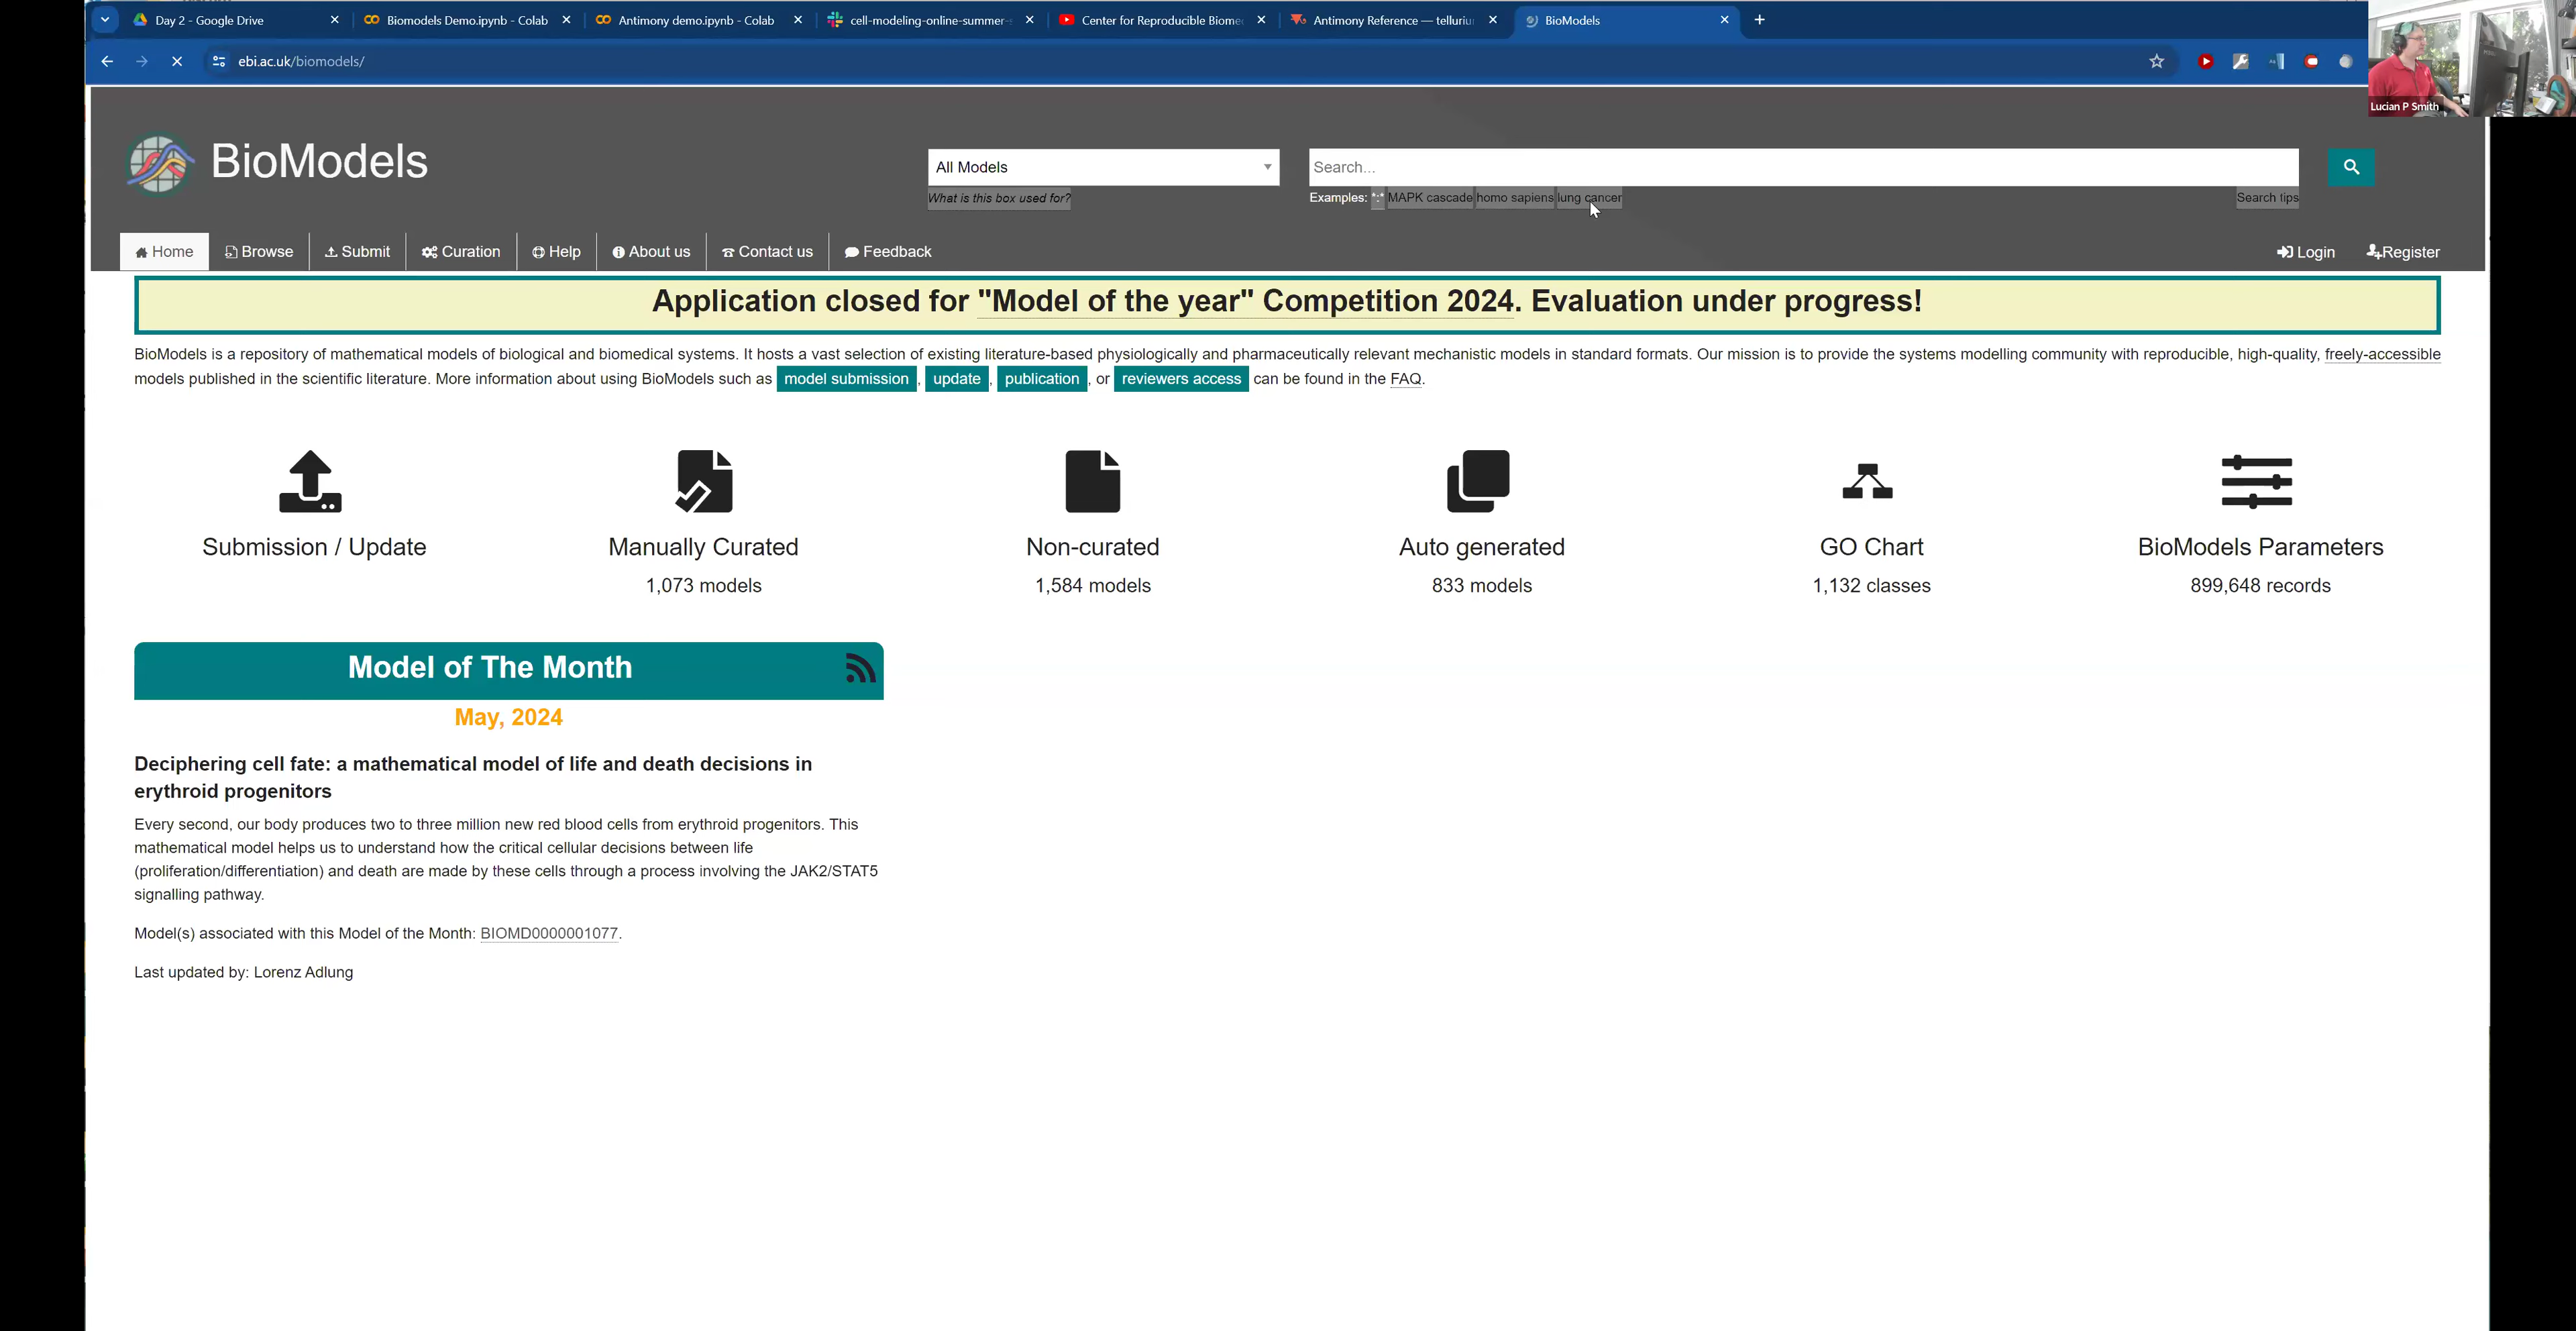 Day 2 - Google Drive
Biomodels Demo.ipynb - Colab
Antimony demo.ipynb - Colab
cell-modeling-online-summer-
Center for Reproducible Biome
Antimony Reference — telluriu
BioModels
ebi.ac.uk/biomodels/
Lucian P Smith
BioModels
All Models
Search...
What is this box used for?
Examples: *:* MAPK cascade homo sapiens lung cancer
Search tips
Home
Browse
Submit
Curation
Help
About us
Contact us
Feedback
Login
Register
Application closed for "Model of the year" Competition 2024. Evaluation under progress!
BioModels is a repository of mathematical models of biological and biomedical systems. It hosts a vast selection of existing literature-based physiologically and pharmaceutically relevant mechanistic models in standard formats. Our mission is to provide the systems modelling community with reproducible, high-quality, freely-accessible
models published in the scientific literature. More information about using BioModels such as model submission , update , publication , or reviewers access can be found in the FAQ.
Submission / Update
Manually Curated
Non-curated
Auto generated
GO Chart
BioModels Parameters
1,073 models
1,584 models
833 models
1,132 classes
899,648 records
Model of The Month
May, 2024
Deciphering cell fate: a mathematical model of life and death decisions in
erythroid progenitors
Every second, our body produces two to three million new red blood cells from erythroid progenitors. This
mathematical model helps us to understand how the critical cellular decisions between life
(proliferation/differentiation) and death are made by these cells through a process involving the JAK2/STAT5
signalling pathway.
Model(s) associated with this Model of the Month: BIOMD0000001077.
Last updated by: Lorenz Adlung